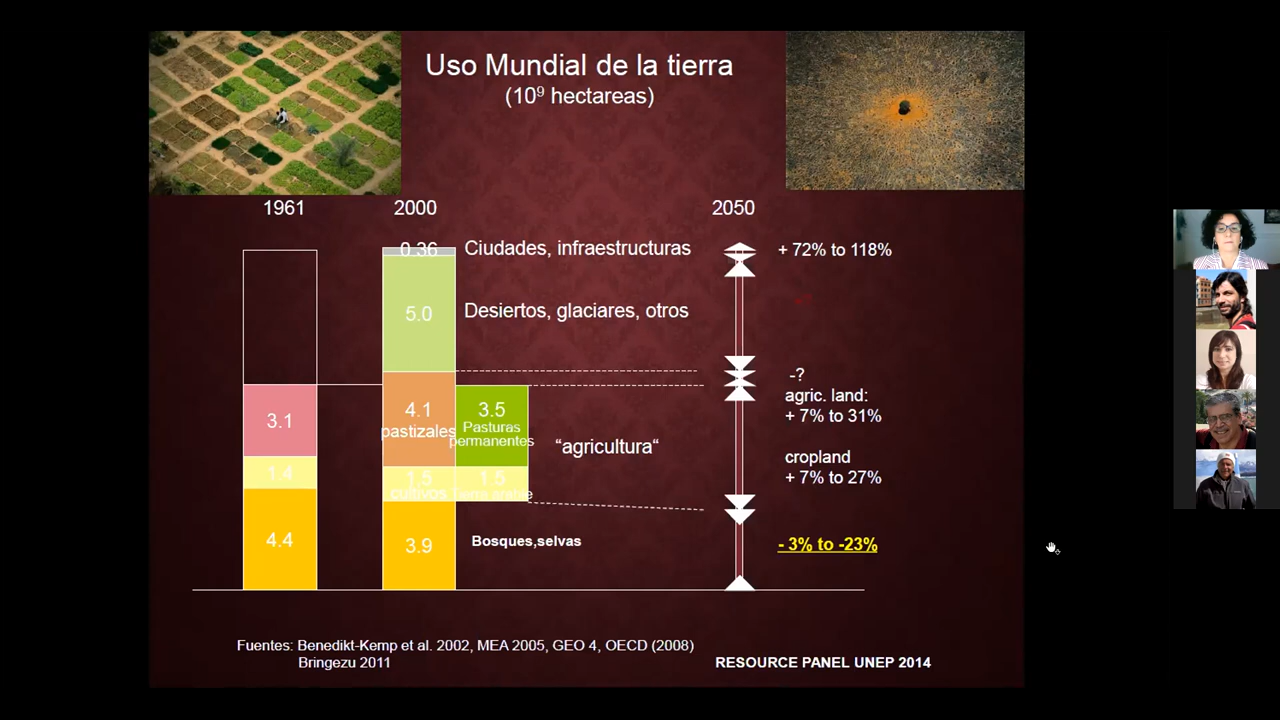 Uso Mundial de la tierra
(10⁹ hectareas)
1961
2000
2050
0.36
Ciudades, infraestructuras
+ 72% to 118%
5.0
Desiertos, glaciares, otros
-?
agric. land:
+ 7% to 31%
3.1
4.1
pastizales
3.5
Pasturas
permanentes
"agricultura"
cropland
+ 7% to 27%
1.4
1.5
cultivos
1.5
Tierra arable
4.4
3.9
Bosques,selvas
- 3% to -23%
Fuentes: Benedikt-Kemp et al. 2002, MEA 2005, GEO 4, OECD (2008)
Bringezu 2011
RESOURCE PANEL UNEP 2014